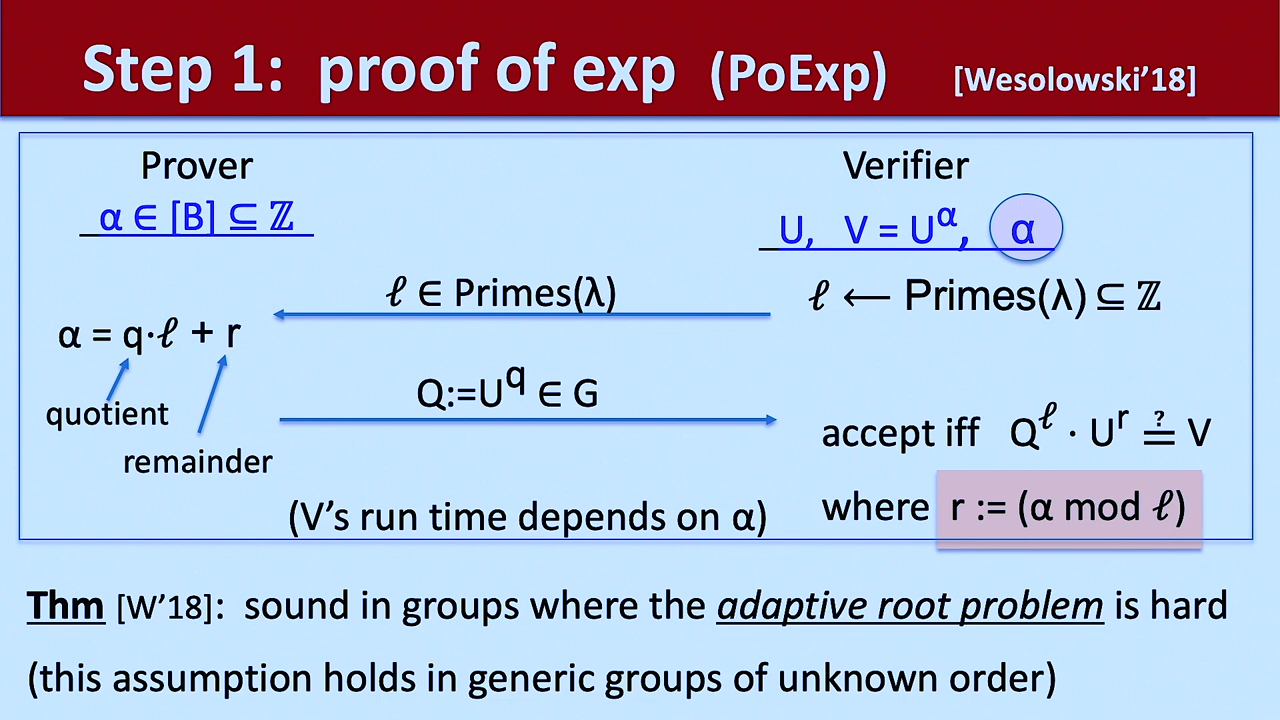 Step 1: proof of exp (PoExp) [Wesolowski'18]
Prover
Verifier
α ∈ [B] ⊆ ℤ
U, V = U^α, α
ℓ ∈ Primes(λ)
ℓ ⟵ Primes(λ) ⊆ ℤ
α = q·ℓ + r
quotient
remainder
Q:=U^q ∈ G
accept iff Q^ℓ · U^r ≟ V
(V's run time depends on α)
where r := (α mod ℓ)
Thm [W'18]: sound in groups where the adaptive root problem is hard
(this assumption holds in generic groups of unknown order)